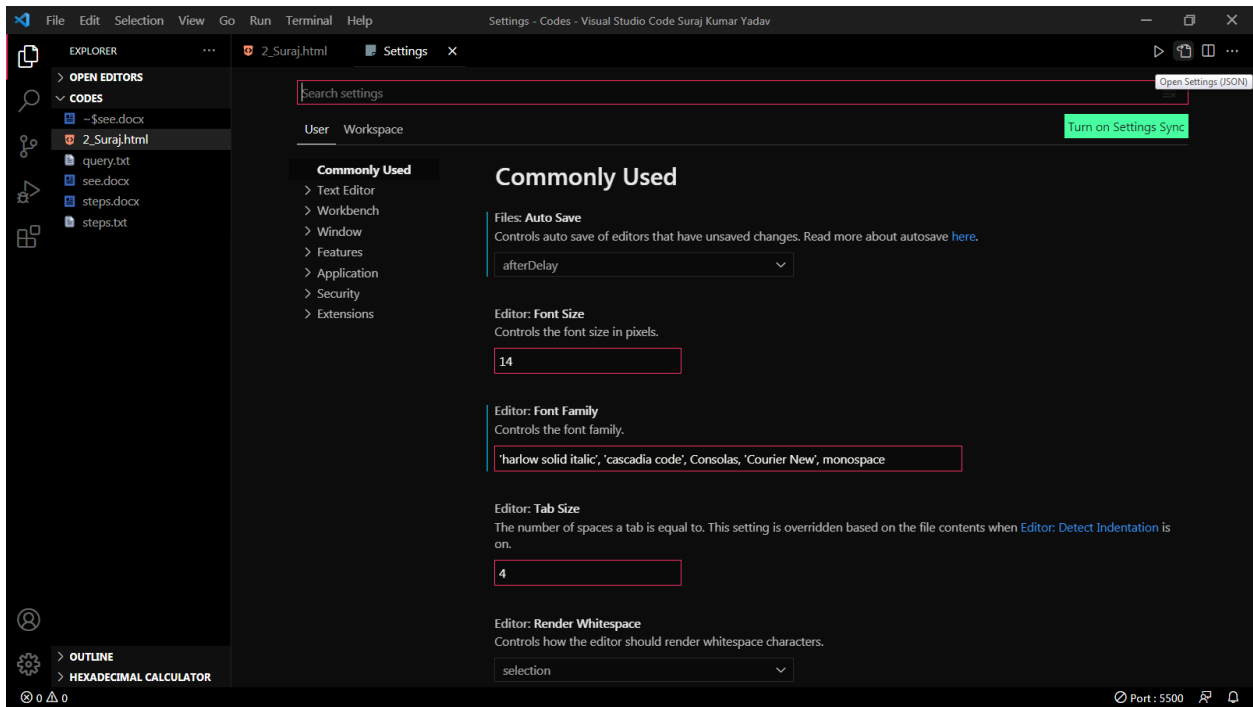 File Edit Selection View Go Run Terminal Help
Settings - Codes - Visual Studio Code Suraj Kumar Yadav
EXPLORER
2_Suraj.html
Settings
Open Settings (JSON)
OPEN EDITORS
CODES
~$see.docx
2_Suraj.html
query.txt
see.docx
steps.docx
steps.txt
OUTLINE
HEXADECIMAL CALCULATOR
Search settings
User Workspace
Turn on Settings Sync
Commonly Used
Text Editor
Workbench
Window
Features
Application
Security
Extensions
Commonly Used
Files: Auto Save
Controls auto save of editors that have unsaved changes. Read more about autosave here.
afterDelay
Editor: Font Size
Controls the font size in pixels.
14
Editor: Font Family
Controls the font family.
'harlow solid italic', 'cascadia code', Consolas, 'Courier New', monospace
Editor: Tab Size
The number of spaces a tab is equal to. This setting is overridden based on the file contents when Editor: Detect Indentation is
on.
4
Editor: Render Whitespace
Controls how the editor should render whitespace characters.
selection
0 0
Port : 5500